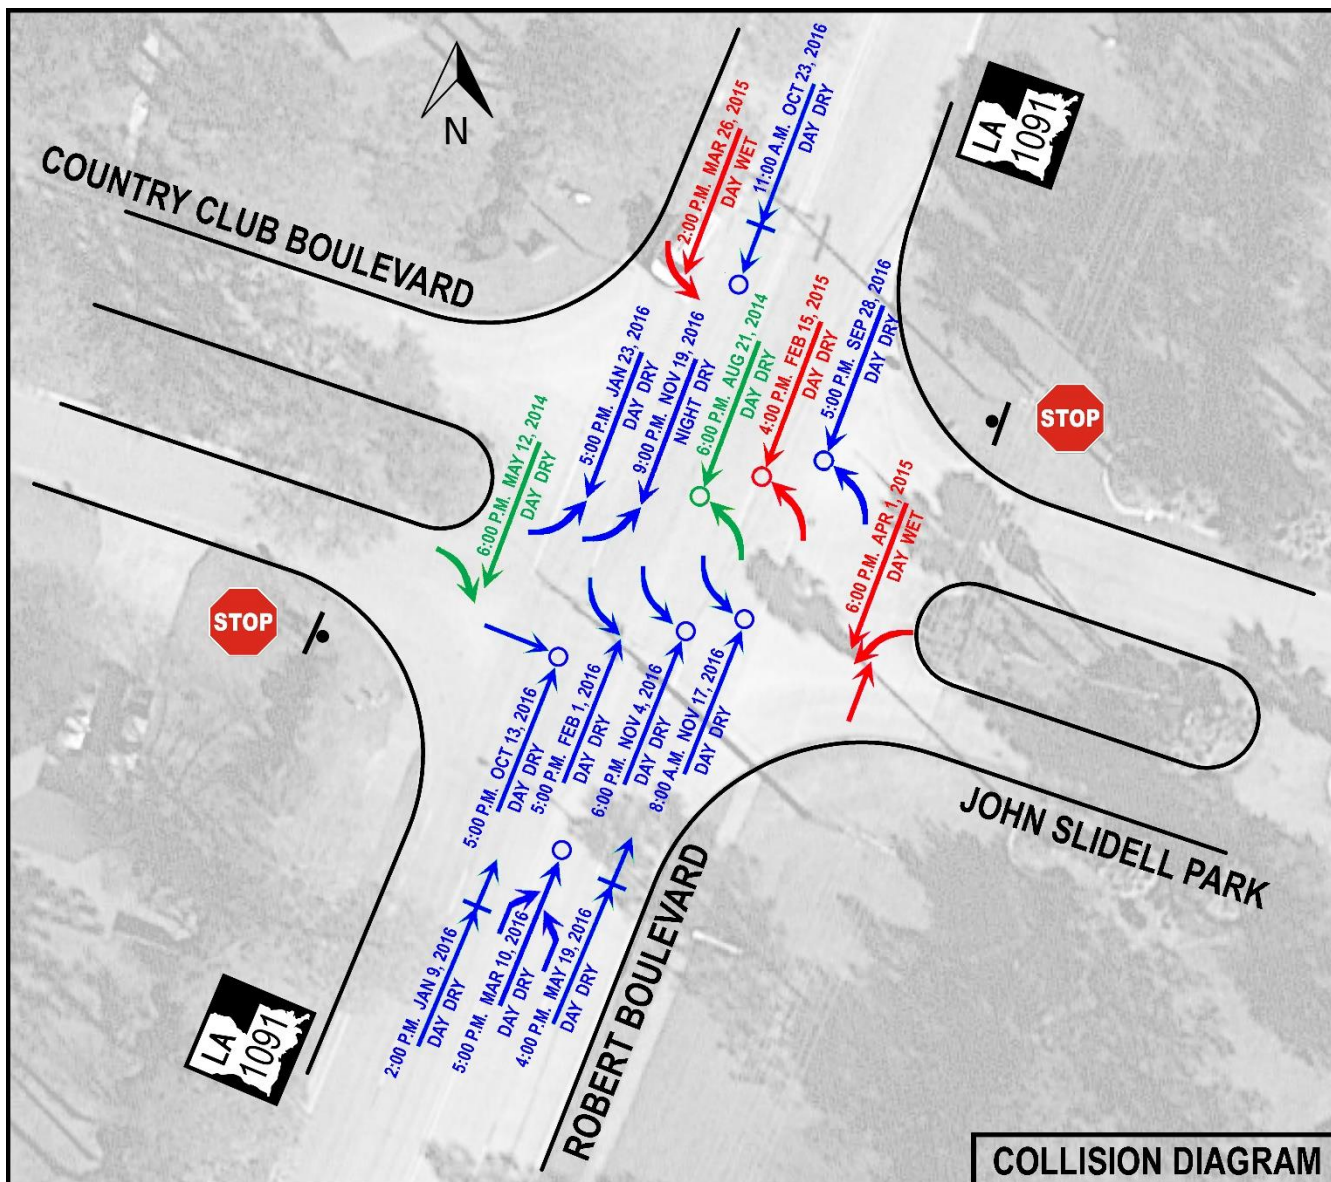 2:00 P.M. MAR 26, 2015
DAY WET
11:00 A.M. OCT 23, 2016
DAY DRY
LA
1091
N
COUNTRY CLUB BOULEVARD
5:00 P.M. JAN 23, 2016
DAY DRY
9:00 P.M. NOV 19, 2016
NIGHT DRY
6:00 P.M. AUG 21, 2014
DAY DRY
4:00 P.M. FEB 15, 2015
DAY DRY
5:00 P.M. SEP 28, 2016
DAY DRY
STOP
6:00 P.M. MAY 12, 2014
DAY DRY
6:00 P.M. APR 1, 2015
DAY WET
STOP
5:00 P.M. OCT 13, 2016
DAY DRY
5:00 P.M. FEB 1, 2016
DAY DRY
6:00 P.M. NOV 4, 2016
DAY DRY
8:00 A.M. NOV 17, 2016
DAY DRY
JOHN SLIDELL PARK
2:00 P.M. JAN 9, 2016
DAY DRY
5:00 P.M. MAR 10, 2016
DAY DRY
4:00 P.M. MAY 19, 2016
DAY DRY
ROBERT BOULEVARD
LA
1091
COLLISION DIAGRAM